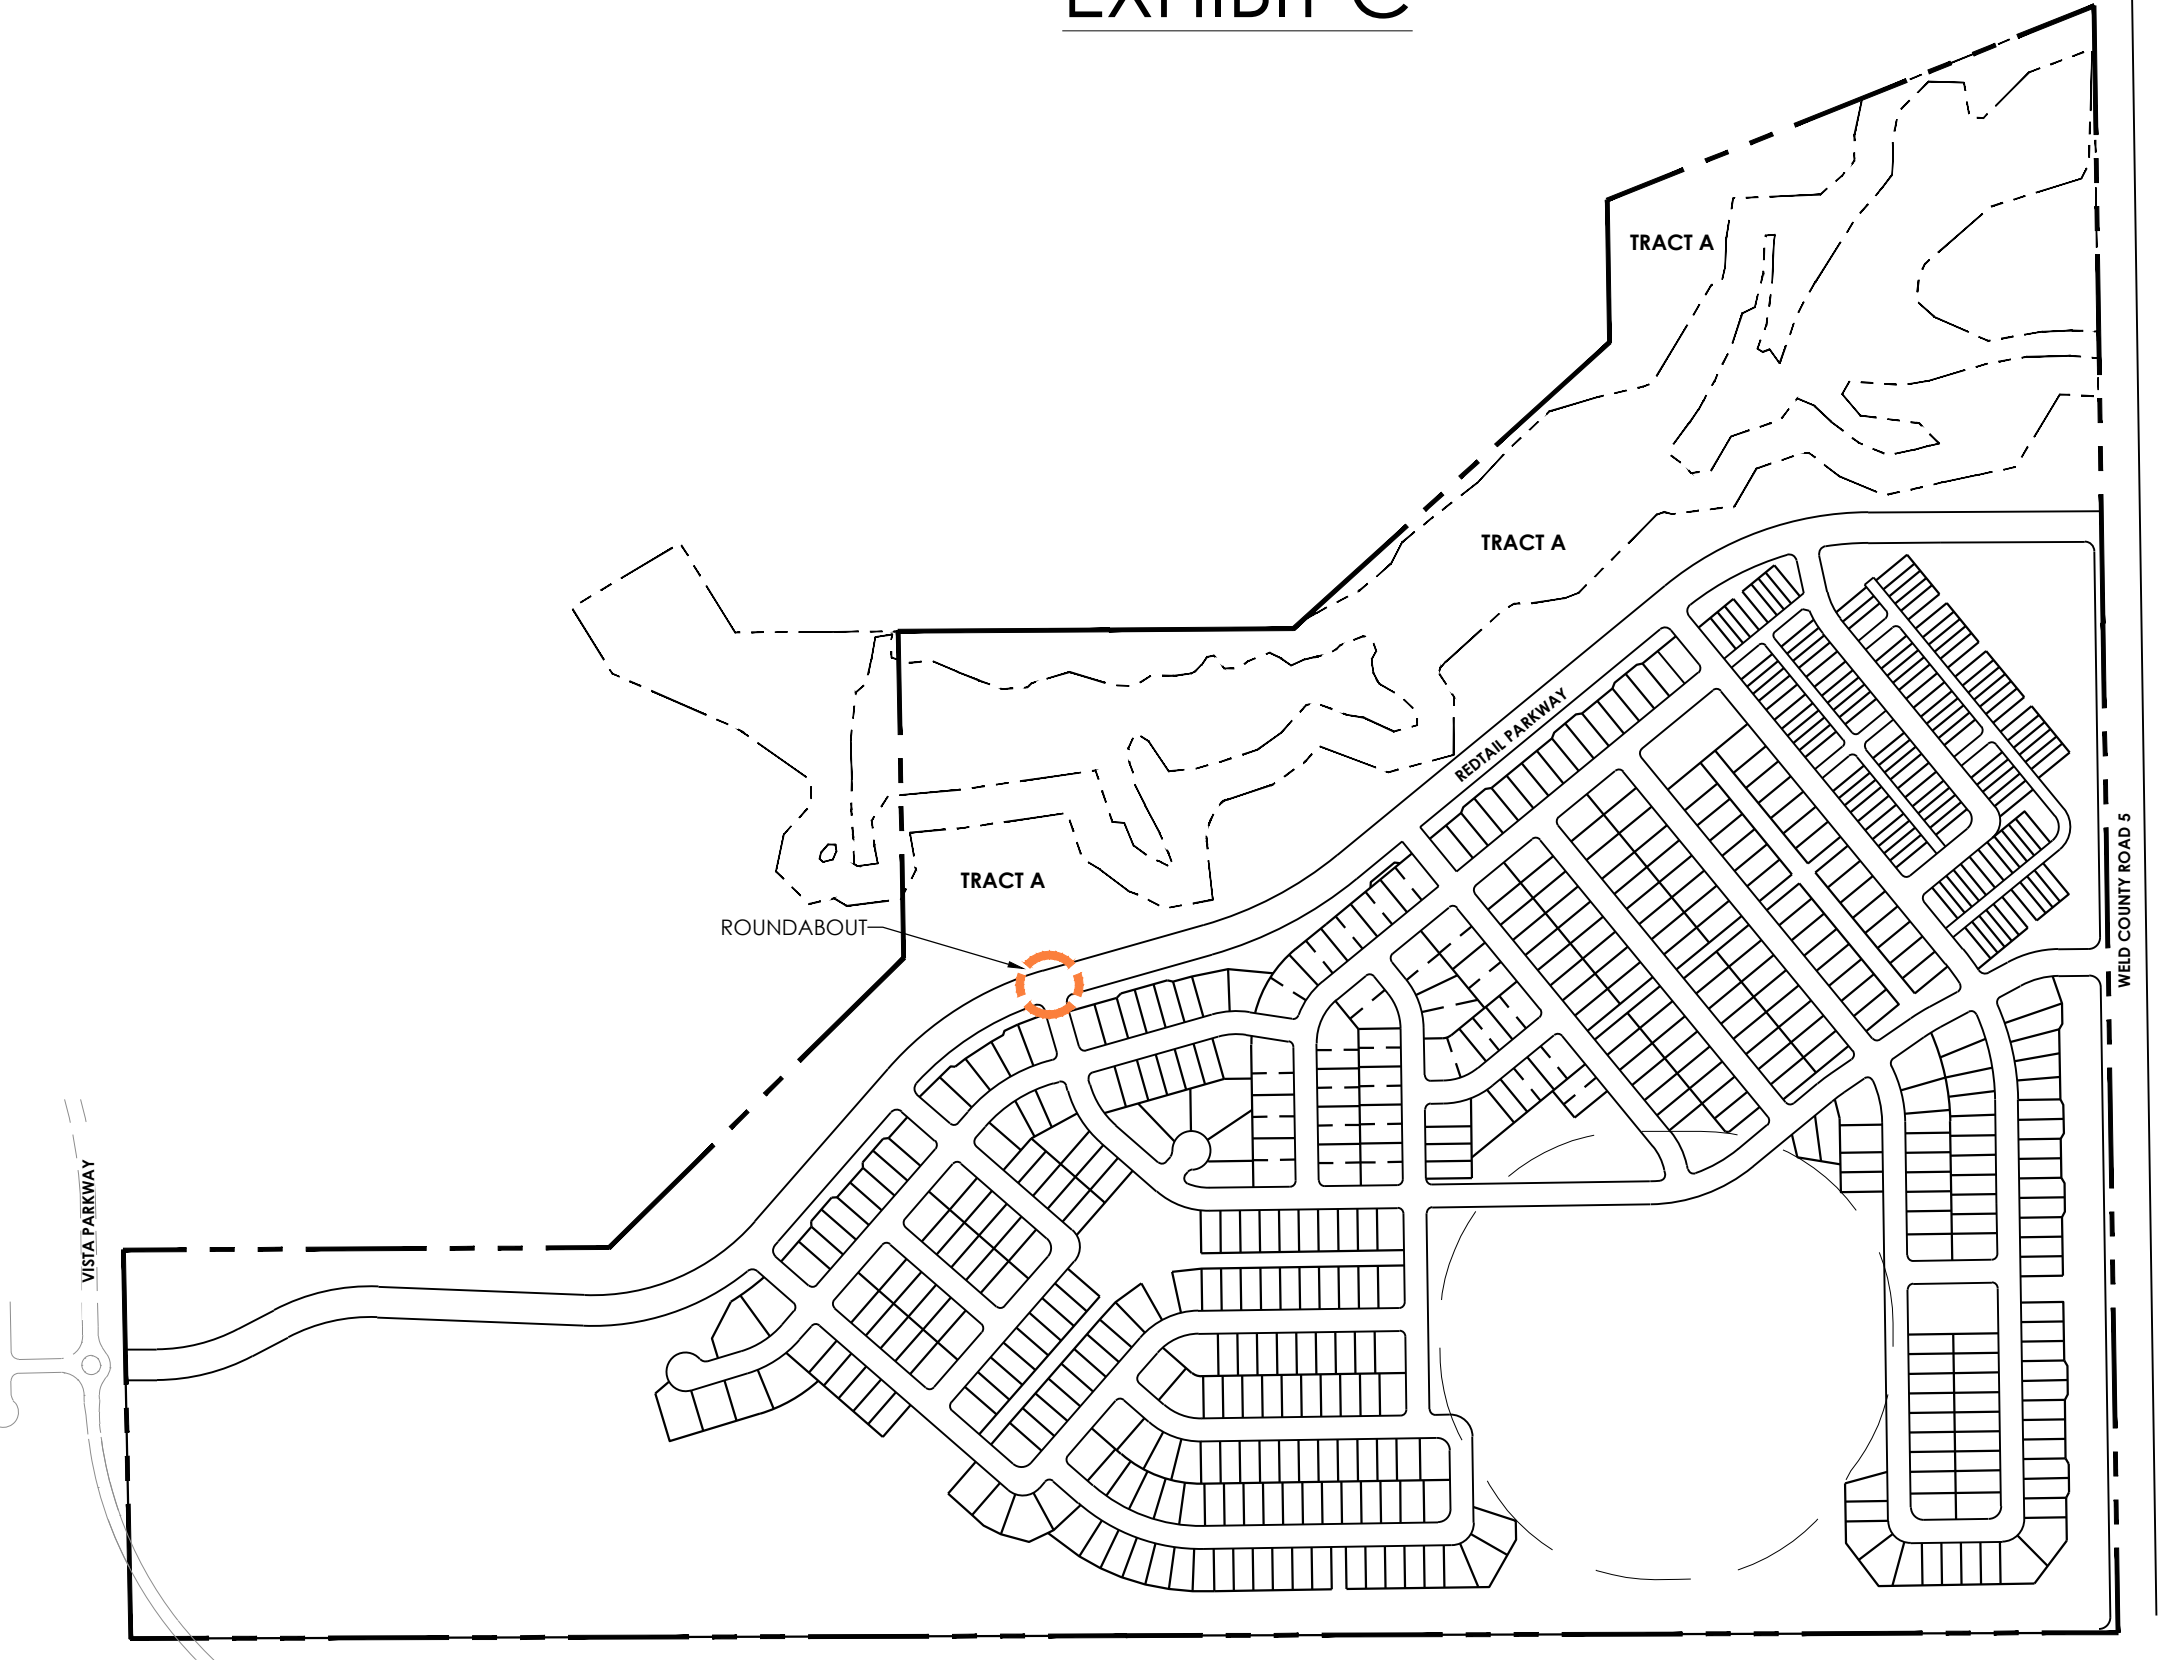 EXHIBIT C
TRACT A
TRACT A
REDTAIL PARKWAY
WELD COUNTY ROAD 5
TRACT A
ROUNDABOUT
VISTA PARKWAY